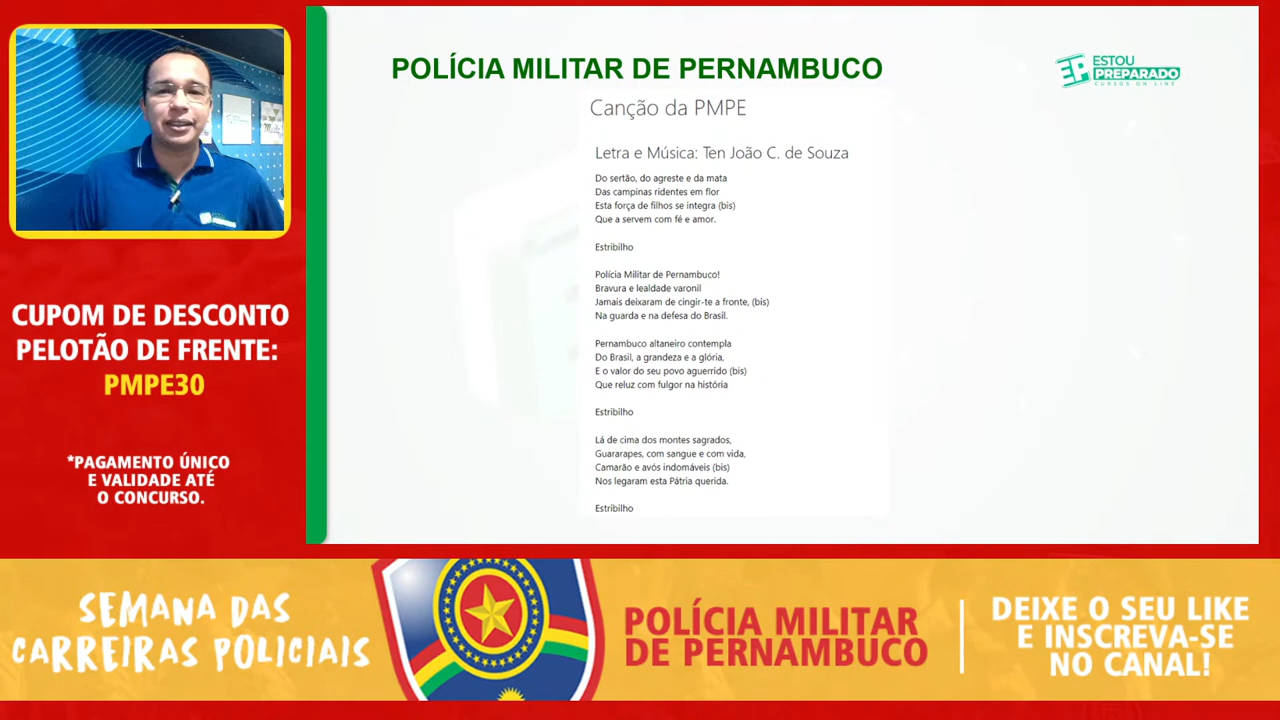 POLÍCIA MILITAR DE PERNAMBUCO
ESTOU
PREPARADO
CURSOS ON LINE
Canção da PMPE
Letra e Música: Ten João C. de Souza
Do sertão, do agreste e da mata
Das campinas ridentes em flor
Esta força de filhos se integra (bis)
Que a servem com fé e amor.
Estribilho
Polícia Militar de Pernambuco!
Bravura e lealdade varonil
Jamais deixaram de cingir-te a fronte, (bis)
Na guarda e na defesa do Brasil.
Pernambuco altaneiro contempla
Do Brasil, a grandeza e a glória,
E o valor do seu povo aguerrido (bis)
Que reluz com fulgor na história
Estribilho
Lá de cima dos montes sagrados,
Guararapes, com sangue e com vida,
Camarão e avós indomáveis (bis)
Nos legaram esta Pátria querida.
Estribilho
CUPOM DE DESCONTO
PELOTÃO DE FRENTE:
PMPE30
*PAGAMENTO ÚNICO
E VALIDADE ATÉ
O CONCURSO.
SEMANA DAS
CARREIRAS POLICIAIS
POLÍCIA MILITAR
DE PERNAMBUCO
DEIXE O SEU LIKE
E INSCREVA-SE
NO CANAL!